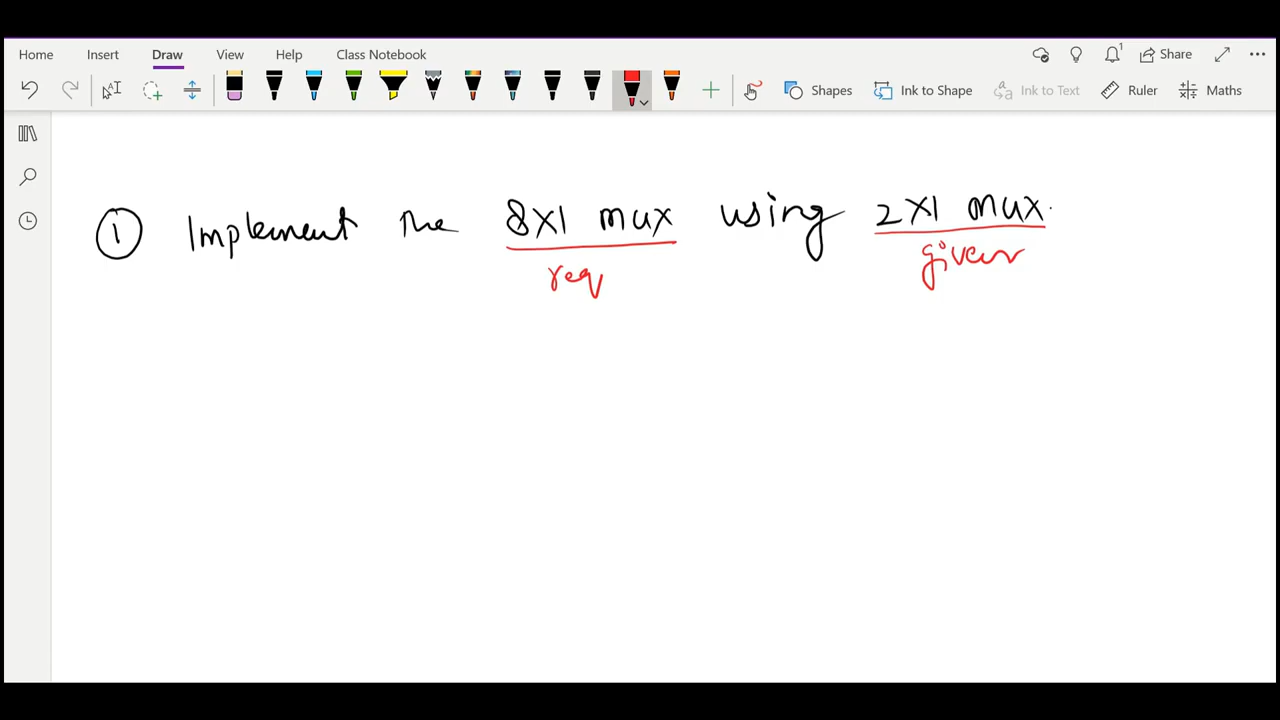 Home Insert Draw View Help Class Notebook 1 Share
Shapes Ink to Shape Ink to Text Ruler Maths
1 Implement the 8X1 mux using 2X1 mux.
req given